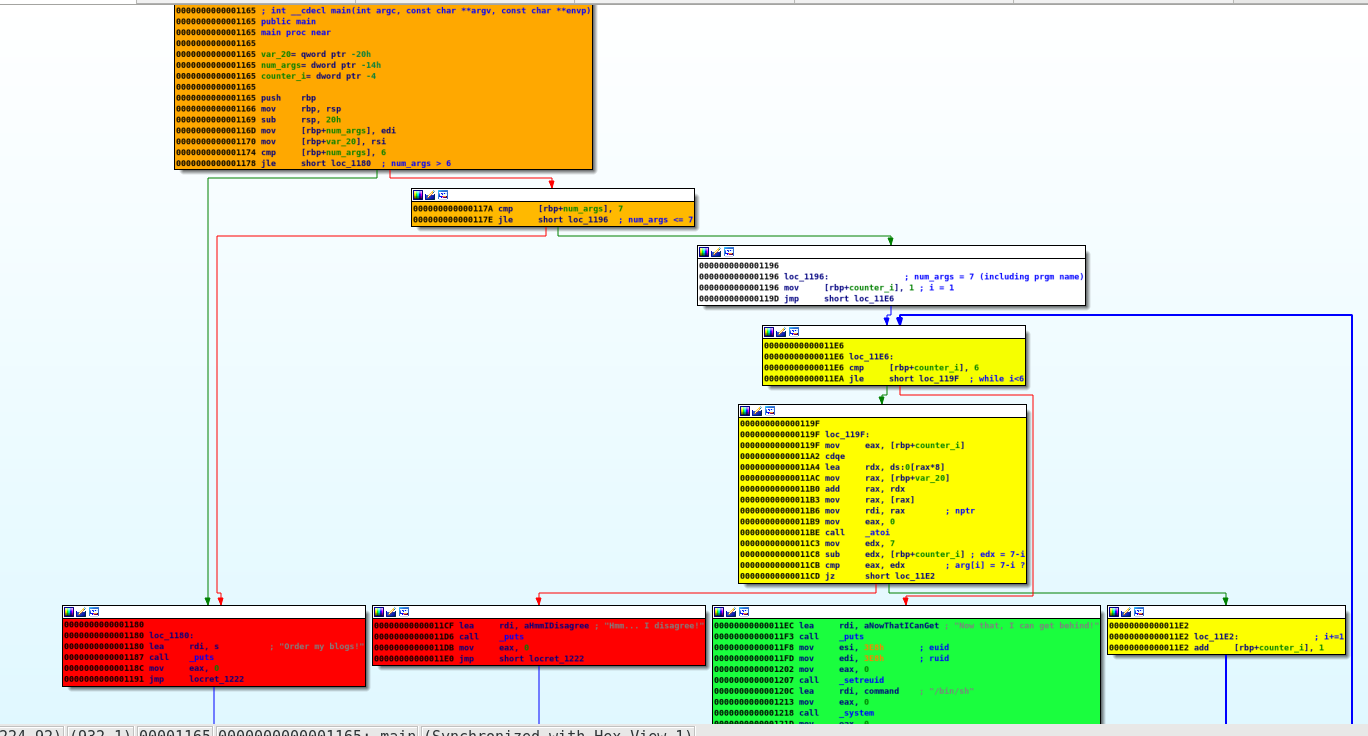 0000000000001165 ; int __cdecl main(int argc, const char **argv, const char **envp)
0000000000001165 public main
0000000000001165 main proc near
0000000000001165
0000000000001165 var_20= qword ptr -20h
0000000000001165 num_args= dword ptr -14h
0000000000001165 counter_i= dword ptr -4
0000000000001165
0000000000001165 push rbp
0000000000001166 mov rbp, rsp
0000000000001169 sub rsp, 20h
000000000000116D mov [rbp+num_args], edi
0000000000001170 mov [rbp+var_20], rsi
0000000000001174 cmp [rbp+num_args], 6
0000000000001178 jle short loc_1180 ; num_args > 6
000000000000117A cmp [rbp+num_args], 7
000000000000117E jle short loc_1196 ; num_args <= 7
0000000000001196
0000000000001196 loc_1196: ; num_args = 7 (including prgm name)
0000000000001196 mov [rbp+counter_i], 1 ; i = 1
000000000000119D jmp short loc_11E6
00000000000011E6
00000000000011E6 loc_11E6:
00000000000011E6 cmp [rbp+counter_i], 6
00000000000011EA jle short loc_119F ; while i<6
000000000000119F
000000000000119F loc_119F:
000000000000119F mov eax, [rbp+counter_i]
00000000000011A2 cdqe
00000000000011A4 lea rdx, ds:0[rax*8]
00000000000011AC mov rax, [rbp+var_20]
00000000000011B0 add rax, rdx
00000000000011B3 mov rax, [rax]
00000000000011B6 mov rdi, rax ; nptr
00000000000011B9 mov eax, 0
00000000000011BE call _atoi
00000000000011C3 mov edx, 7
00000000000011C8 sub edx, [rbp+counter_i] ; edx = 7-i
00000000000011CB cmp eax, edx ; arg[i] = 7-i ?
00000000000011CD jz short loc_11E2
0000000000001180
0000000000001180 loc_1180:
0000000000001180 lea rdi, s ; "Order my blogs!"
0000000000001187 call _puts
000000000000118C mov eax, 0
0000000000001191 jmp locret_1222
00000000000011CF lea rdi, aHmmIDisagree ; "Hmm... I disagree!"
00000000000011D6 call _puts
00000000000011DB mov eax, 0
00000000000011E0 jmp short locret_1222
00000000000011EC lea rdi, aNowThatICanGet ; "Now that, I can get behind!"
00000000000011F3 call _puts
00000000000011F8 mov esi, ; euid
00000000000011FD mov edi, ; ruid
0000000000001202 mov eax, 0
0000000000001207 call _setreuid
000000000000120C lea rdi, command ; "/bin/sh"
0000000000001213 mov eax, 0
0000000000001218 call _system
00000000000011E2
00000000000011E2 loc_11E2: ; i+=1
00000000000011E2 add [rbp+counter_i], 1
224,92) (932,1) 00001165 0000000000001165: main (Synchronized with Hex View-1)